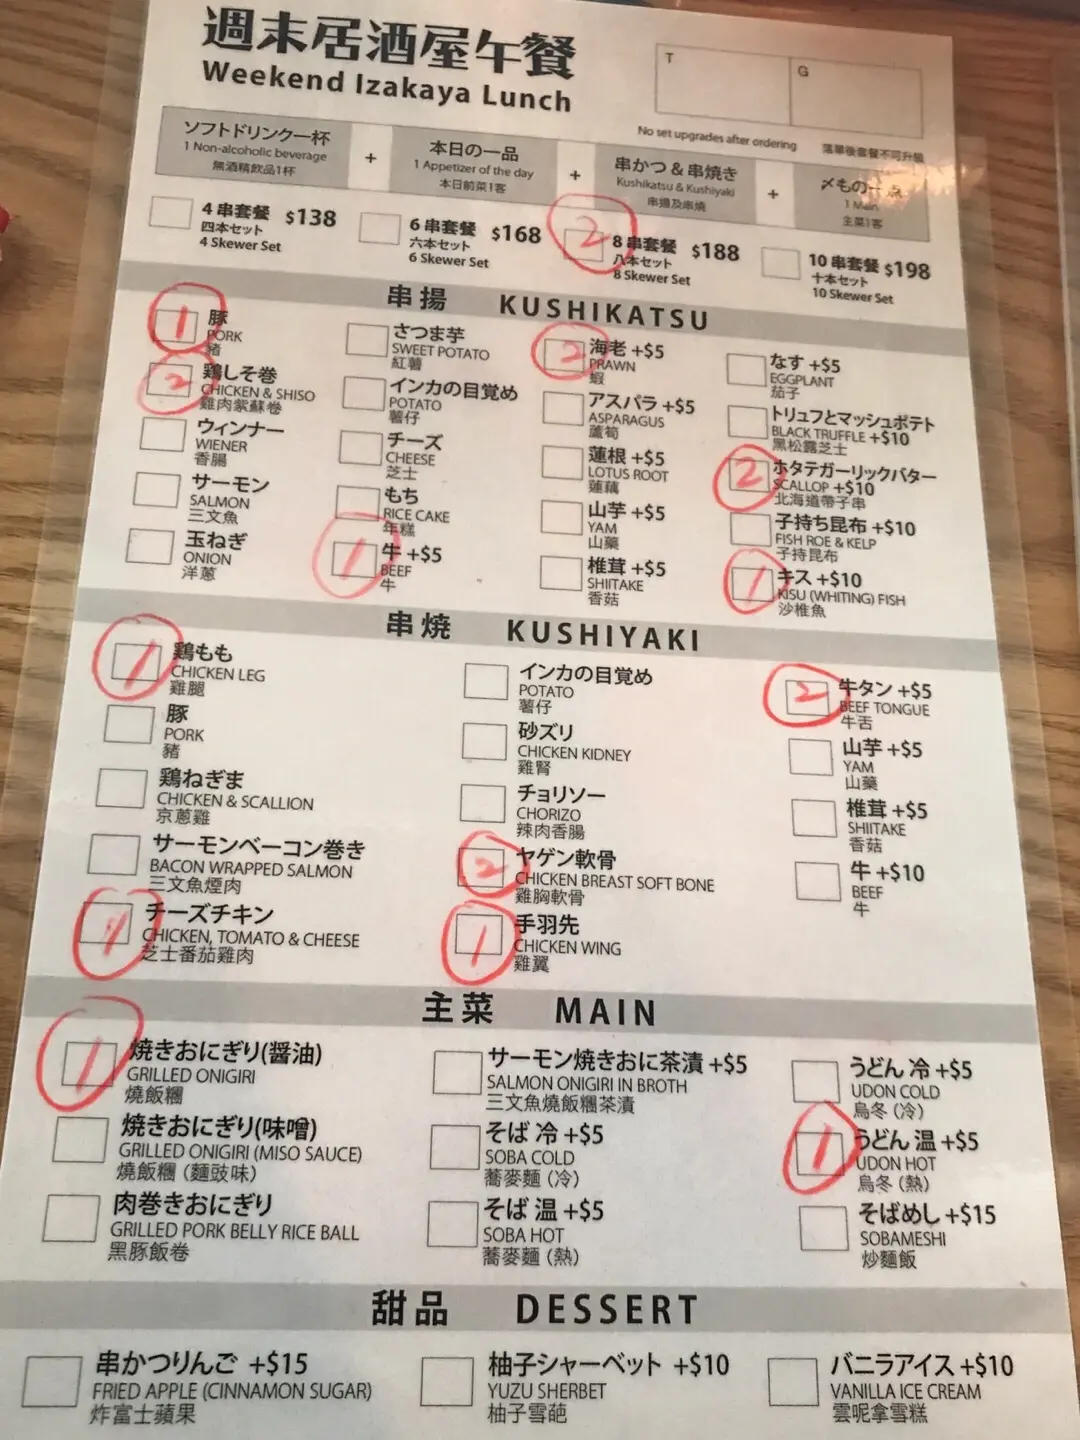 週末居酒屋午餐
Weekend Izakaya Lunch
T
G
No set upgrades after ordering
落單後套餐不可升級
ソフトドリンク一杯
1 Non-alcoholic beverage
無酒精飲品1杯
+
本日の一品
1 Appetizer of the day
本日前菜1客
+
串かつ & 串焼き
Kushikatsu & Kushiyaki
串揚及串燒
+
〆もの一点
1 Main
主菜1客
4 串套餐 $138
四本セット
4 Skewer Set
6 串套餐 $168
六本セット
6 Skewer Set
2
8 串套餐 $188
八本セット
8 Skewer Set
10 串套餐 $198
十本セット
10 Skewer Set
串揚 KUSHIKATSU
1
豚
PORK
豬
2
鶏しそ巻
CHICKEN & SHISO
雞肉紫蘇卷
ウィンナー
WIENER
香腸
サーモン
SALMON
三文魚
玉ねぎ
ONION
洋蔥
さつま芋
SWEET POTATO
紅薯
インカの目覚め
POTATO
薯仔
チーズ
CHEESE
芝士
もち
RICE CAKE
年糕
1
牛 +$5
BEEF
牛
2
海老 +$5
PRAWN
蝦
アスパラ +$5
ASPARAGUS
蘆筍
蓮根 +$5
LOTUS ROOT
蓮藕
山芋 +$5
YAM
山藥
椎茸 +$5
SHIITAKE
香菇
なす +$5
EGGPLANT
茄子
トリュフとマッシュポテト
BLACK TRUFFLE +$10
黑松露芝士
2
ホタテガーリックバター
SCALLOP +$10
北海道帶子串
子持ち昆布 +$10
FISH ROE & KELP
子持昆布
1
キス +$10
KISU (WHITING) FISH
沙椎魚
串焼 KUSHIYAKI
1
鶏もも
CHICKEN LEG
雞腿
豚
PORK
豬
鶏ねぎま
CHICKEN & SCALLION
京蔥雞
サーモンベーコン巻き
BACON WRAPPED SALMON
三文魚煙肉
1
チーズチキン
CHICKEN, TOMATO & CHEESE
芝士番茄雞肉
インカの目覚め
POTATO
薯仔
砂ズリ
CHICKEN KIDNEY
雞腎
チョリソー
CHORIZO
辣肉香腸
2
ヤゲン軟骨
CHICKEN BREAST SOFT BONE
雞胸軟骨
1
手羽先
CHICKEN WING
雞翼
2
牛タン +$5
BEEF TONGUE
牛舌
山芋 +$5
YAM
山藥
椎茸 +$5
SHIITAKE
香菇
牛 +$10
BEEF
牛
主菜 MAIN
1
焼きおにぎり(醤油)
GRILLED ONIGIRI
燒飯糰
焼きおにぎり(味噌)
GRILLED ONIGIRI (MISO SAUCE)
燒飯糰 (麵豉味)
肉巻きおにぎり
GRILLED PORK BELLY RICE BALL
黑豚飯卷
サーモン焼きおに茶漬 +$5
SALMON ONIGIRI IN BROTH
三文魚燒飯糰茶漬
そば 冷 +$5
SOBA COLD
蕎麥麵 (冷)
そば 温 +$5
SOBA HOT
蕎麥麵 (熱)
うどん 冷 +$5
UDON COLD
烏冬 (冷)
1
うどん 温 +$5
UDON HOT
烏冬 (熱)
そばめし +$15
SOBAMESHI
炒麵飯
甜品 DESSERT
串かつりんご +$15
FRIED APPLE (CINNAMON SUGAR)
炸富士蘋果
柚子シャーベット +$10
YUZU SHERBET
柚子雪葩
バニラアイス +$10
VANILLA ICE CREAM
雲呢拿雪糕